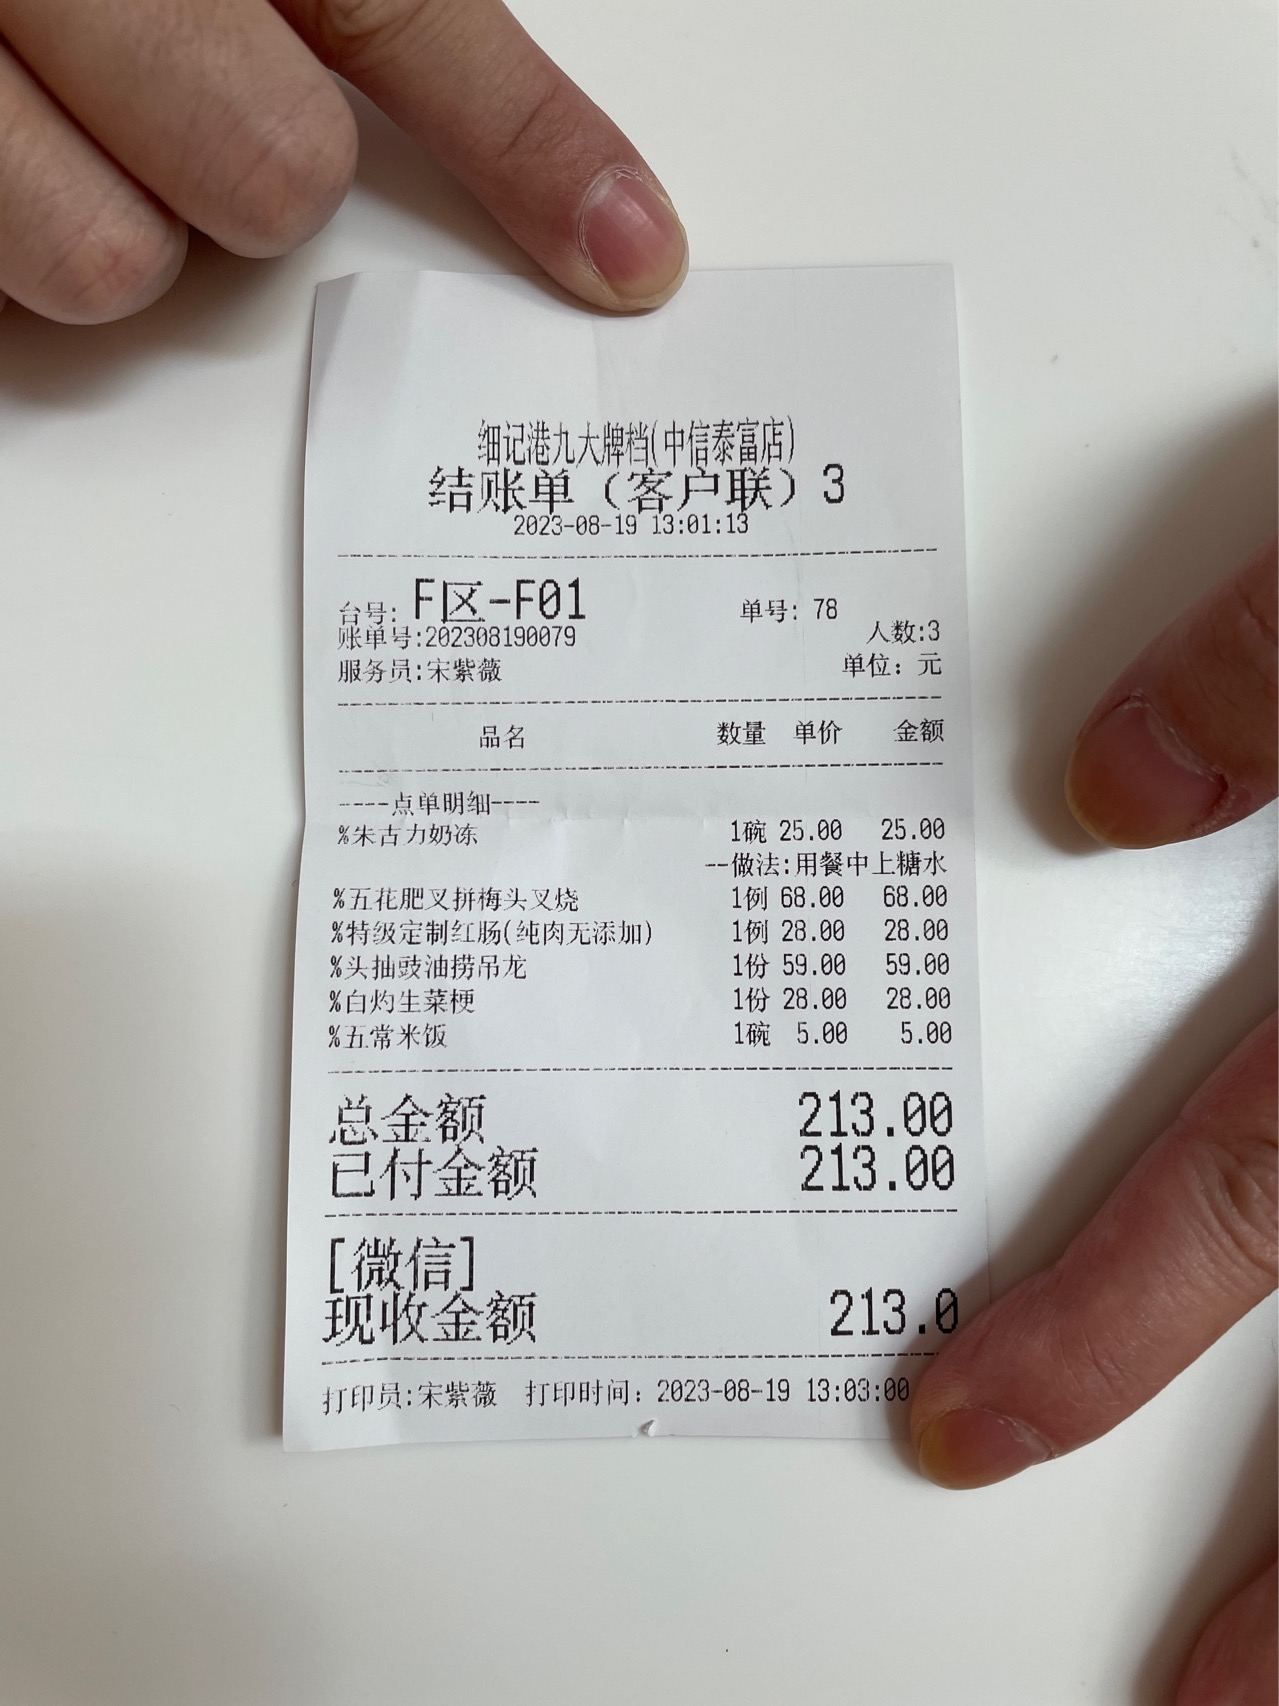 细记港九大牌档(中信泰富店)
结账单（客户联）3
2023-08-19 13:01:13
台号: F区-F01 单号: 78
账单号:202308190079 人数:3
服务员:宋紫薇 单位: 元
品名 数量 单价 金额
----点单明细----
%朱古力奶冻 1碗 25.00 25.00
--做法:用餐中上糖水
%五花肥叉拼梅头叉烧 1例 68.00 68.00
%特级定制红肠(纯肉无添加) 1例 28.00 28.00
%头抽豉油捞吊龙 1份 59.00 59.00
%白灼生菜梗 1份 28.00 28.00
%五常米饭 1碗 5.00 5.00
总金额 213.00
已付金额 213.00
[微信]
现收金额 213.0
打印员:宋紫薇 打印时间: 2023-08-19 13:03:00